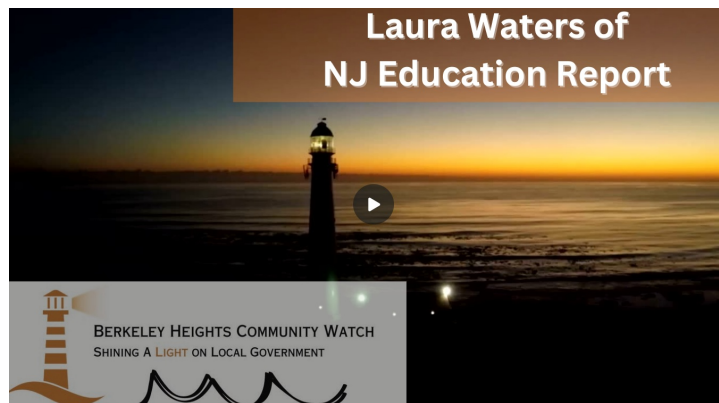 Laura Waters of
NJ Education Report
BERKELEY HEIGHTS COMMUNITY WATCH
SHINING A LIGHT ON LOCAL GOVERNMENT